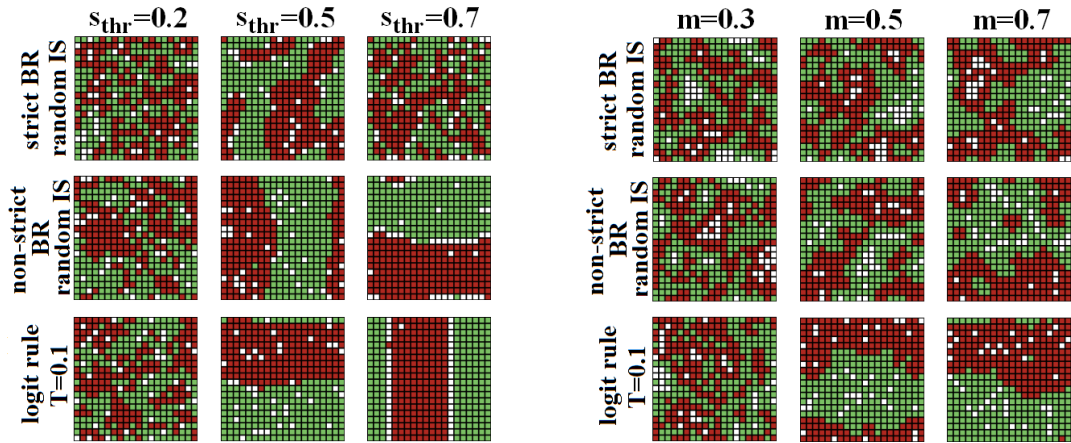 s_thr=0.2 s_thr=0.5 s_thr=0.7
strict BR
random IS
non-strict
BR
random IS
logit rule
T=0.1
m=0.3 m=0.5 m=0.7
strict BR
random IS
non-strict
BR
random IS
logit rule
T=0.1